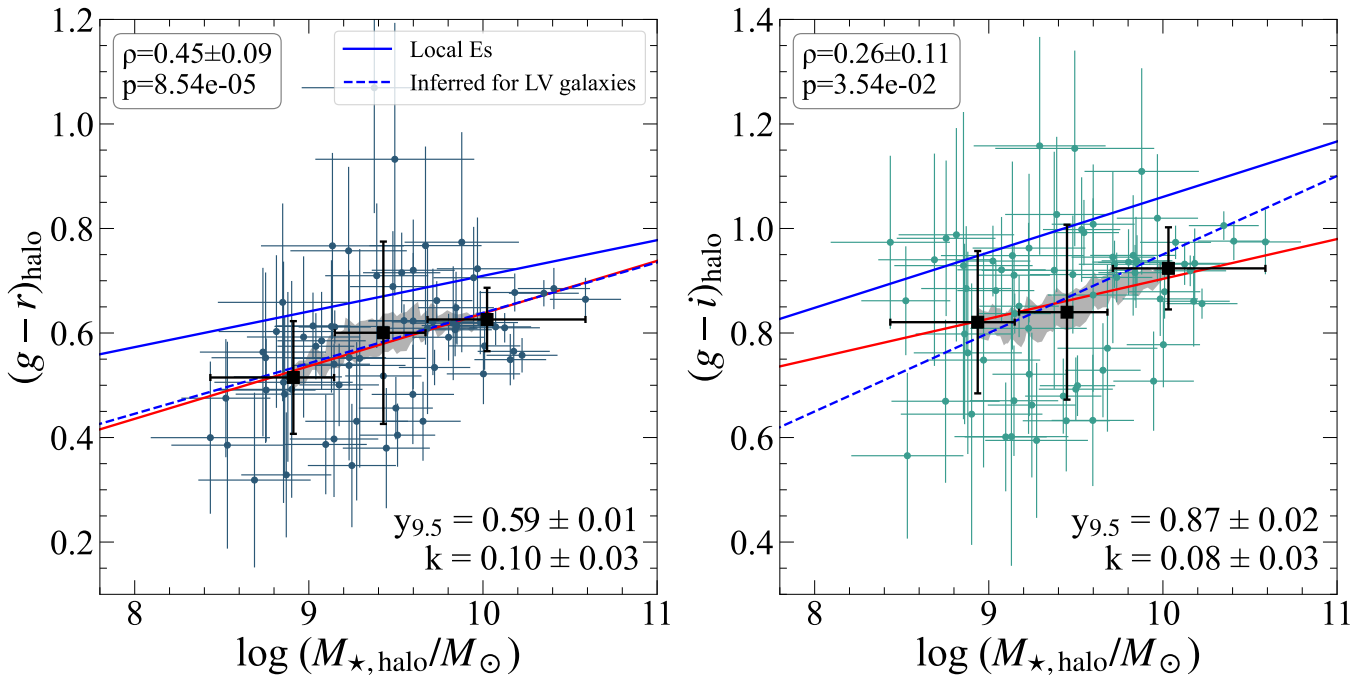 ρ=0.45±0.09
p=8.54e-05
Local Es
Inferred for LV galaxies
1.2
1.0
0.8
0.6
0.4
0.2
(g − r)halo
y9.5 = 0.59 ± 0.01
k = 0.10 ± 0.03
8 9 10 11
log (M★, halo/M⊙)
ρ=0.26±0.11
p=3.54e-02
1.4
1.2
1.0
0.8
0.6
0.4
(g − i)halo
y9.5 = 0.87 ± 0.02
k = 0.08 ± 0.03
8 9 10 11
log (M★, halo/M⊙)